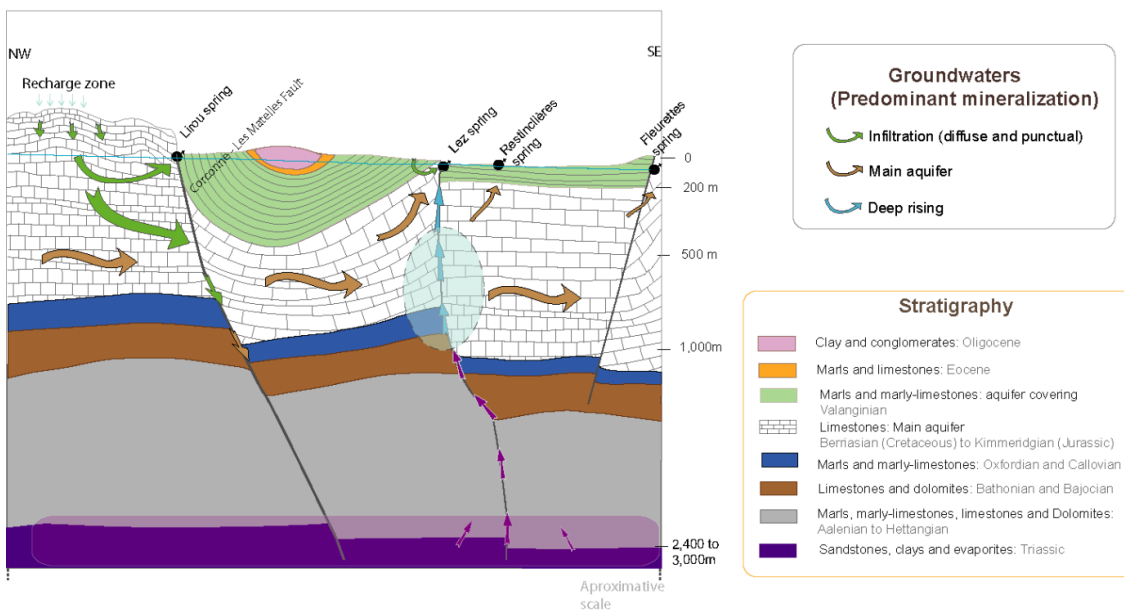 NW
SE
Recharge zone
Lirou spring
Corconne - Les Matelles Fault
Lez spring
Restinclières
spring
Fleurettes
spring
0
200 m
500 m
1,000m
2,400 to
3,000m
Aproximative
scale
Groundwaters
(Predominant mineralization)
Infiltration (diffuse and punctual)
Main aquifer
Deep rising
Stratigraphy
Clay and conglomerates: Oligocene
Marls and limestones: Eocene
Marls and marly-limestones: aquifer covering
Valanginian
Limestones: Main aquifer
Berriasian (Cretaceous) to Kimmeridgian (Jurassic)
Marls and marly-limestones: Oxfordian and Callovian
Limestones and dolomites: Bathonian and Bajocian
Marls, marly-limestones, limestones and Dolomites:
Aalenian to Hettangian
Sandstones, clays and evaporites: Triassic